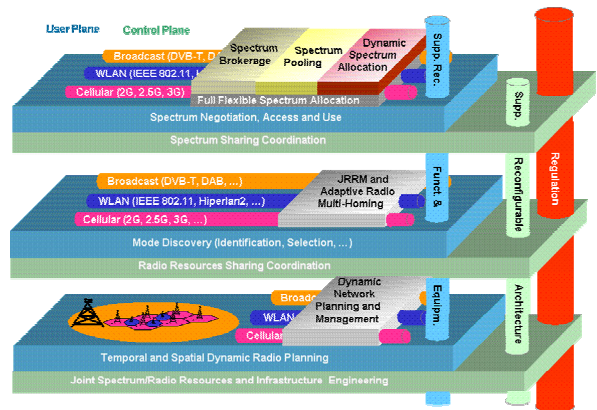 User Plane
Control Plane
Broadcast (DVB-T, D
WLAN (IEEE 802.11, H
Cellular (2G, 2.5G, 3G)
Spectrum
Brokerage
Spectrum
Pooling
Dynamic
Spectrum
Allocation
Full Flexible Spectrum Allocation
Spectrum Negotiation, Access and Use
Spectrum Sharing Coordination
Supp. Rec.
Supp.
Broadcast (DVB-T, DAB, ...)
WLAN (IEEE 802.11, Hiperlan2, ...)
Cellular (2G, 2.5G, 3G, ...)
JRRM and
Adaptive Radio
Multi-Homing
Mode Discovery (Identification, Selection, ...)
Radio Resources Sharing Coordination
Funct. &
Reconfigurable
Regulation
Broad
WLAN
Cellular
Dynamic
Network
Planning and
Management
Temporal and Spatial Dynamic Radio Planning
Joint Spectrum/Radio Resources and Infrastructure Engineering
Equipm.
Architecture